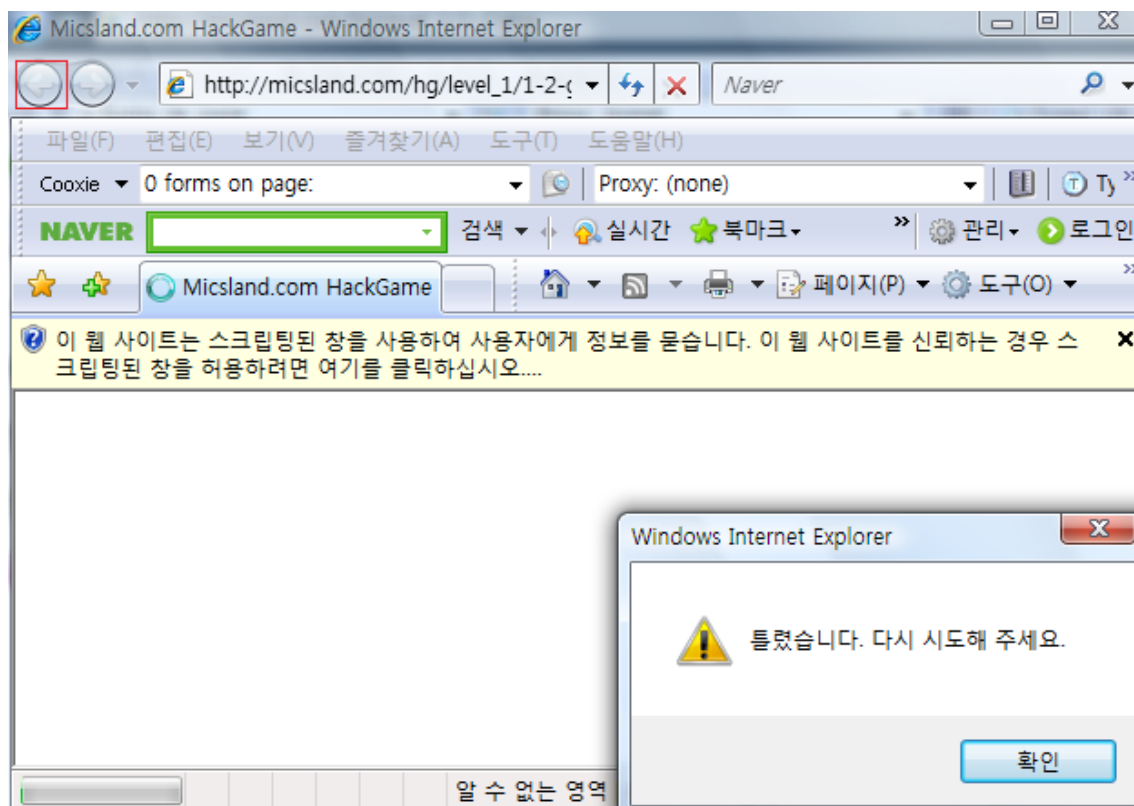 Micsland.com HackGame - Windows Internet Explorer
http://micsland.com/hg/level_1/1-2-g Naver
파일(F) 편집(E) 보기(V) 즐겨찾기(A) 도구(T) 도움말(H)
Cooxie 0 forms on page: Proxy: (none) Ty
NAVER 검색 실시간 북마크 관리 로그인
Micsland.com HackGame 페이지(P) 도구(O)
이 웹 사이트는 스크립팅된 창을 사용하여 사용자에게 정보를 묻습니다. 이 웹 사이트를 신뢰하는 경우 스
크립팅된 창을 허용하려면 여기를 클릭하십시오....
Windows Internet Explorer
틀렸습니다. 다시 시도해 주세요.
확인
알 수 없는 영역